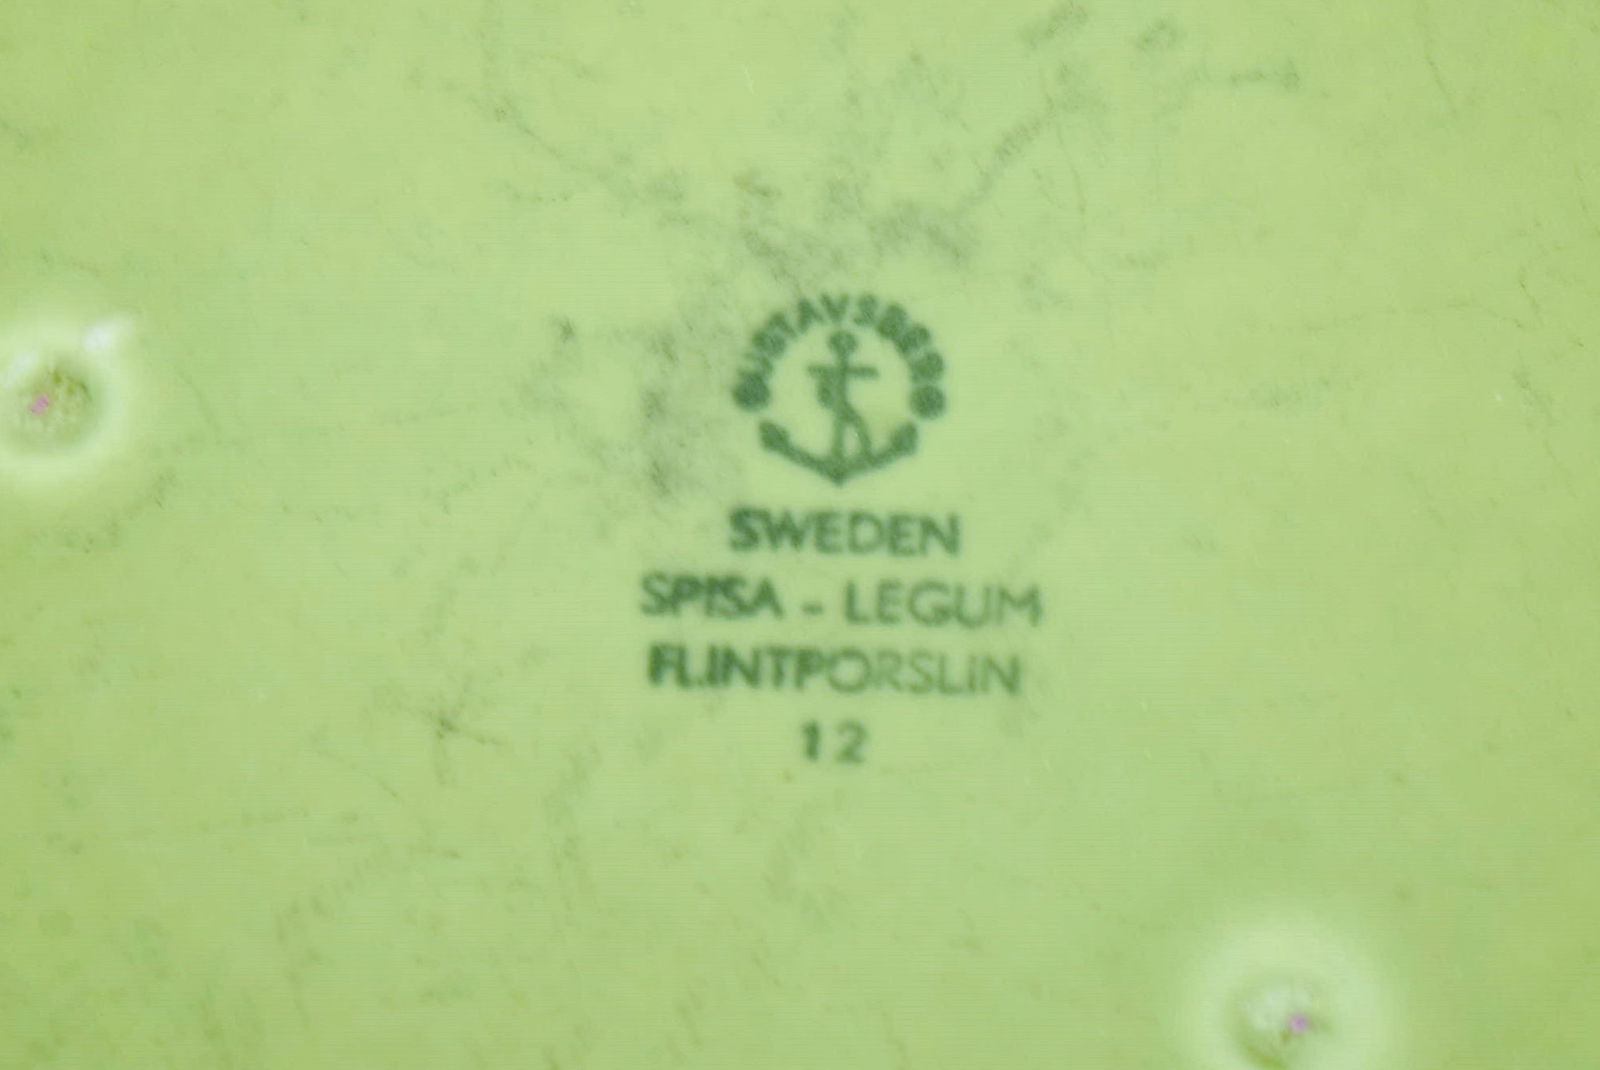 GUSTAVSBERG
SWEDEN
SPISA - LEGUM
FLINTPORSLIN
12